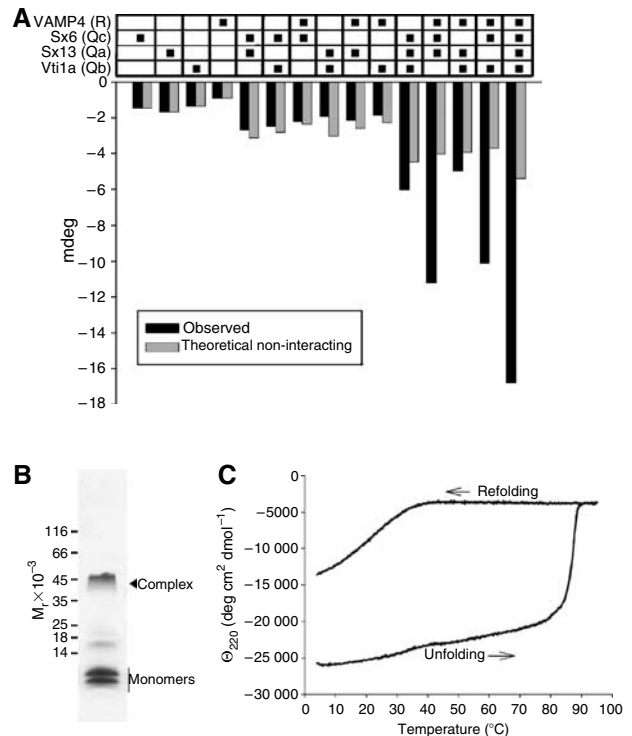 A
VAMP4 (R)
Sx6 (Qc)
Sx13 (Qa)
Vti1a (Qb)
0
−2
−4
−6
−8
−10
−12
−14
−16
−18
mdeg
Observed
Theoretical non-interacting
B
116
66
45
35
25
18
14
Mr×10−3
Complex
Monomers
C
0
−5000
−10 000
−15 000
−20 000
−25 000
−30 000
Θ220 (deg cm2 dmol−1)
Refolding
Unfolding
0 10 20 30 40 50 60 70 80 90 100
Temperature (°C)